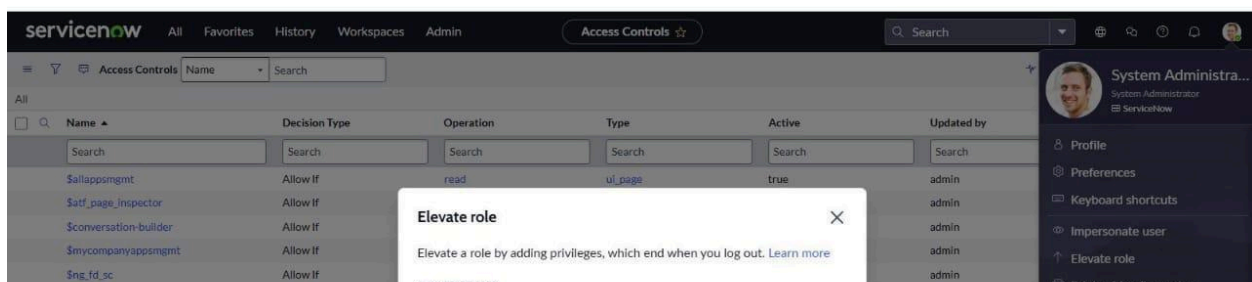 servicenow All Favorites History Workspaces Admin Access Controls Search
Access Controls Name Search
All
Name Decision Type Operation Type Active Updated by
Search Search Search Search Search Search
$allappsmgmt Allow If read ui_page true admin
$atf_page_inspector Allow If admin
$conversation-builder Allow If admin
$mycompanyappsmgmt Allow If admin
$ng_fd_sc Allow If admin
Elevate role
Elevate a role by adding privileges, which end when you log out. Learn more
System Administra...
System Administrator
ServiceNow
Profile
Preferences
Keyboard shortcuts
Impersonate user
Elevate role